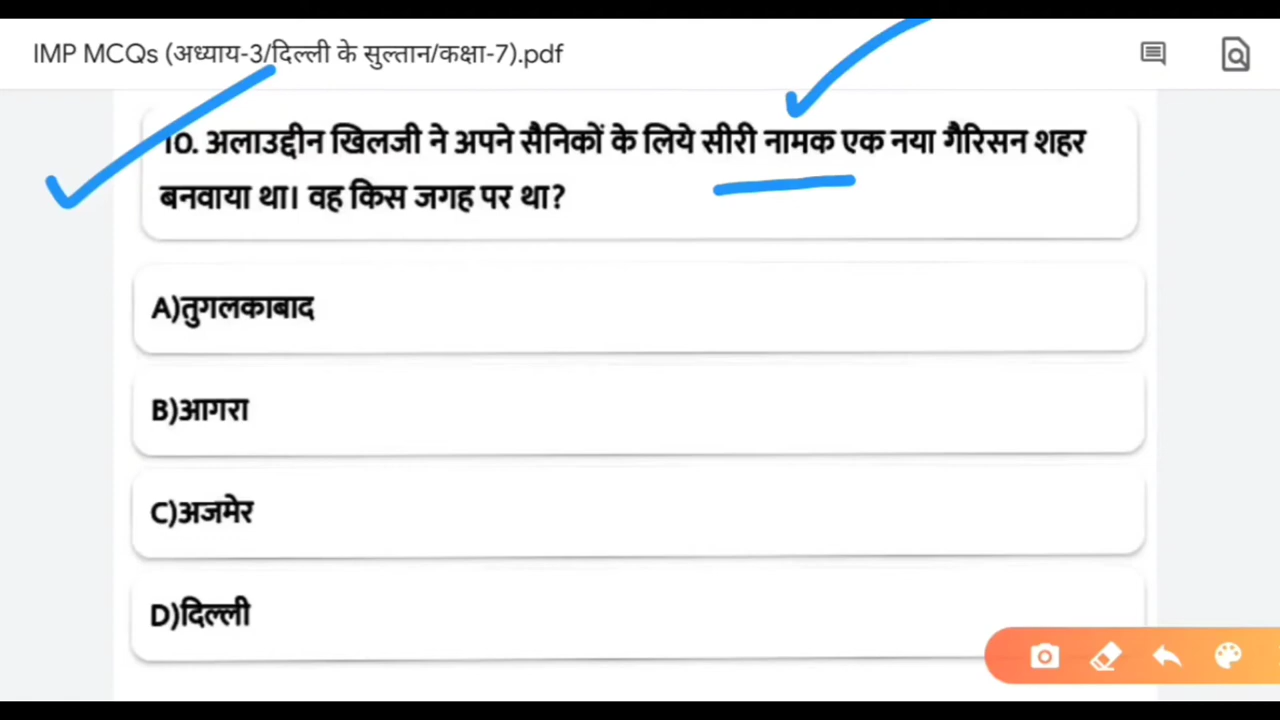 IMP MCQs (अध्याय-3/दिल्ली के सुल्तान/कक्षा-7).pdf
10. अलाउद्दीन खिलजी ने अपने सैनिकों के लिये सीरी नामक एक नया गैरिसन शहर
बनवाया था। वह किस जगह पर था?
A)तुगलकाबाद
B)आगरा
C)अजमेर
D)दिल्ली